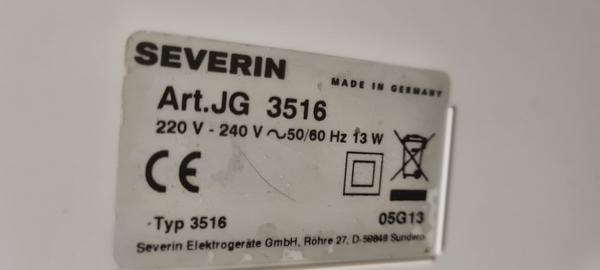 SEVERIN
MADE IN GERMANY
Art.JG 3516
220 V - 240 V ~50/60 Hz 13 W
CE
Typ 3516
05G13
Severin Elektrogeräte GmbH, Röhre 27, D-59846 Sundern